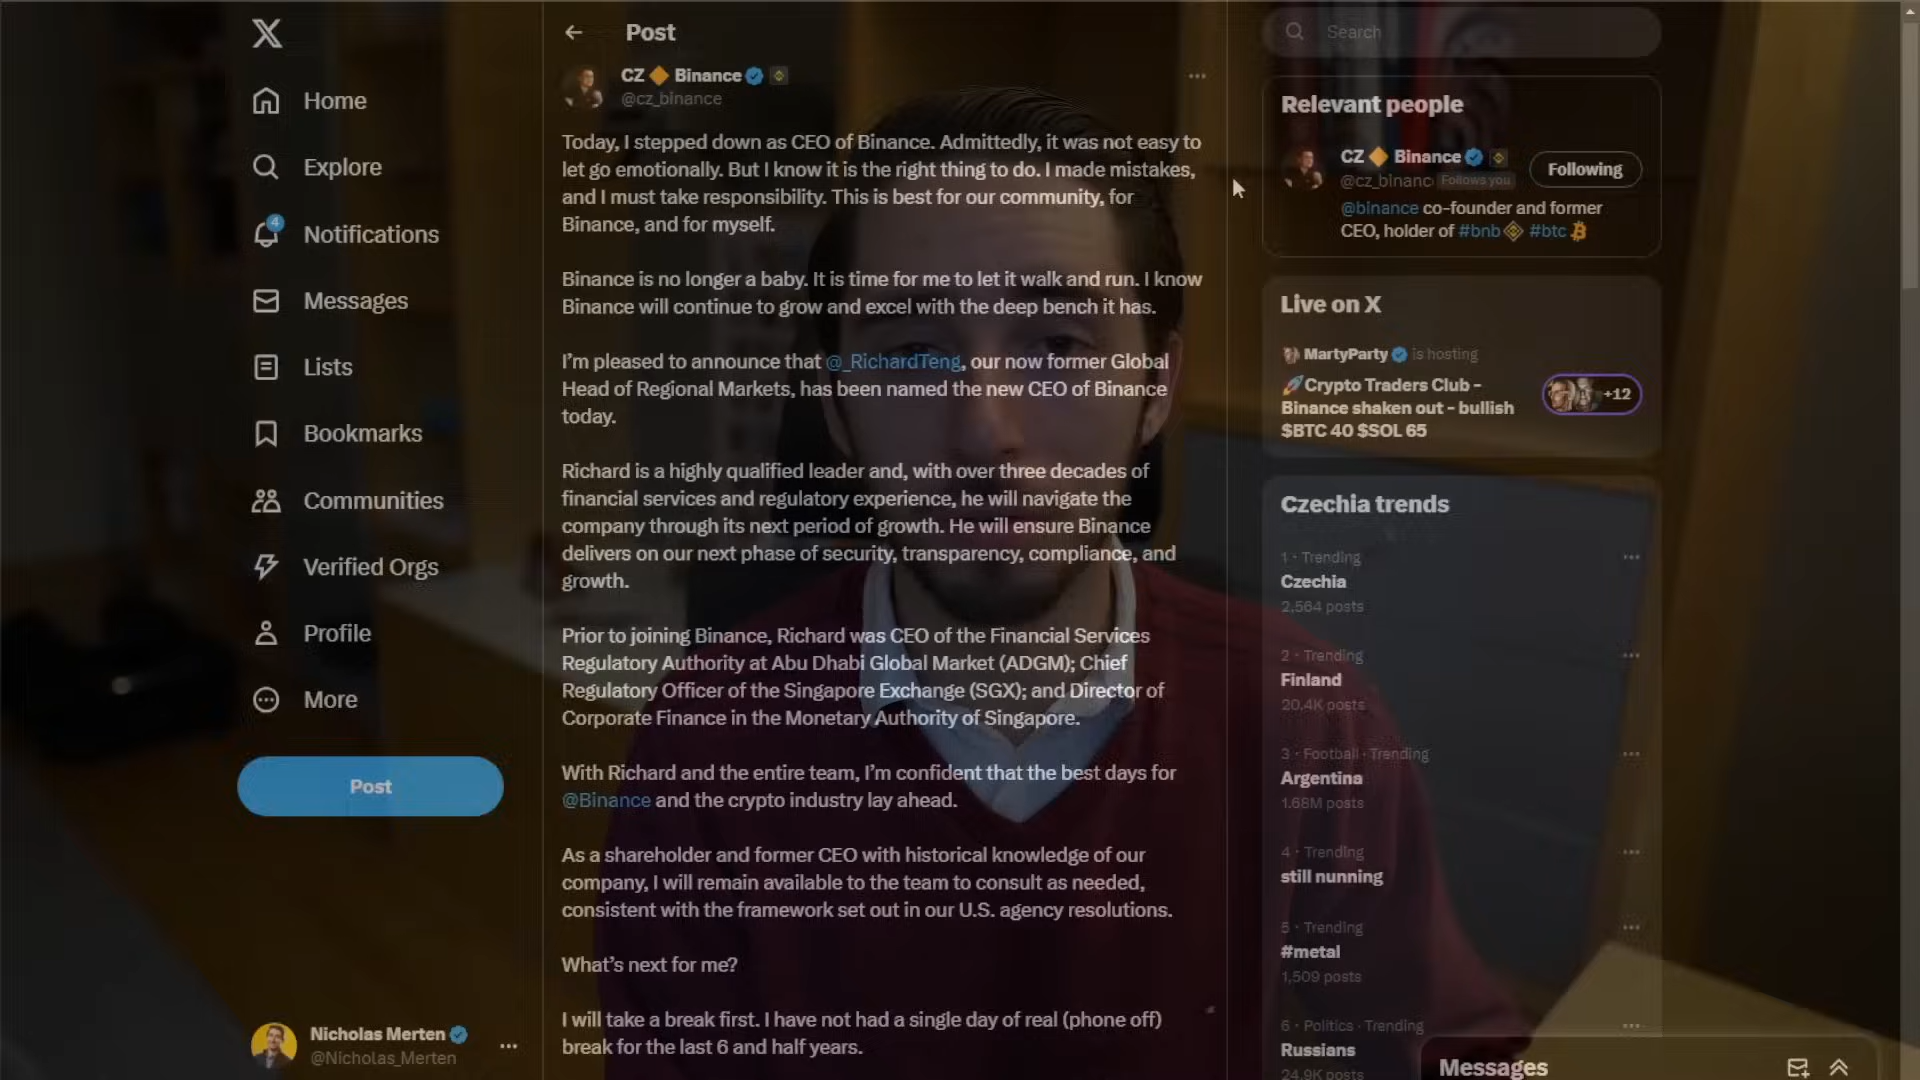 Home
Explore
4
Notifications
Messages
Lists
Bookmarks
Communities
Verified Orgs
Profile
More
Post
Nicholas Merten
@Nicholas_Merten
Post
CZ 🔶 Binance
@cz_binance
Today, I stepped down as CEO of Binance. Admittedly, it was not easy to
let go emotionally. But I know it is the right thing to do. I made mistakes,
and I must take responsibility. This is best for our community, for
Binance, and for myself.
Binance is no longer a baby. It is time for me to let it walk and run. I know
Binance will continue to grow and excel with the deep bench it has.
I'm pleased to announce that @_RichardTeng, our now former Global
Head of Regional Markets, has been named the new CEO of Binance
today.
Richard is a highly qualified leader and, with over three decades of
financial services and regulatory experience, he will navigate the
company through its next period of growth. He will ensure Binance
delivers on our next phase of security, transparency, compliance, and
growth.
Prior to joining Binance, Richard was CEO of the Financial Services
Regulatory Authority at Abu Dhabi Global Market (ADGM); Chief
Regulatory Officer of the Singapore Exchange (SGX); and Director of
Corporate Finance in the Monetary Authority of Singapore.
With Richard and the entire team, I'm confident that the best days for
@Binance and the crypto industry lay ahead.
As a shareholder and former CEO with historical knowledge of our
company, I will remain available to the team to consult as needed,
consistent with the framework set out in our U.S. agency resolutions.
What's next for me?
I will take a break first. I have not had a single day of real (phone off)
break for the last 6 and half years.
Search
Relevant people
CZ 🔶 Binance
@cz_binanc Follows you
Following
@binance co-founder and former
CEO, holder of #bnb #btc
Live on X
MartyParty is hosting
🚀Crypto Traders Club -
Binance shaken out - bullish
$BTC 40 $SOL 65
+12
Czechia trends
1 · Trending
Czechia
2,564 posts
2 · Trending
Finland
20.4K posts
3 · Football · Trending
Argentina
1.68M posts
4 · Trending
still nunning
5 · Trending
#metal
1,509 posts
6 · Politics · Trending
Russians
24.9K posts
Messages